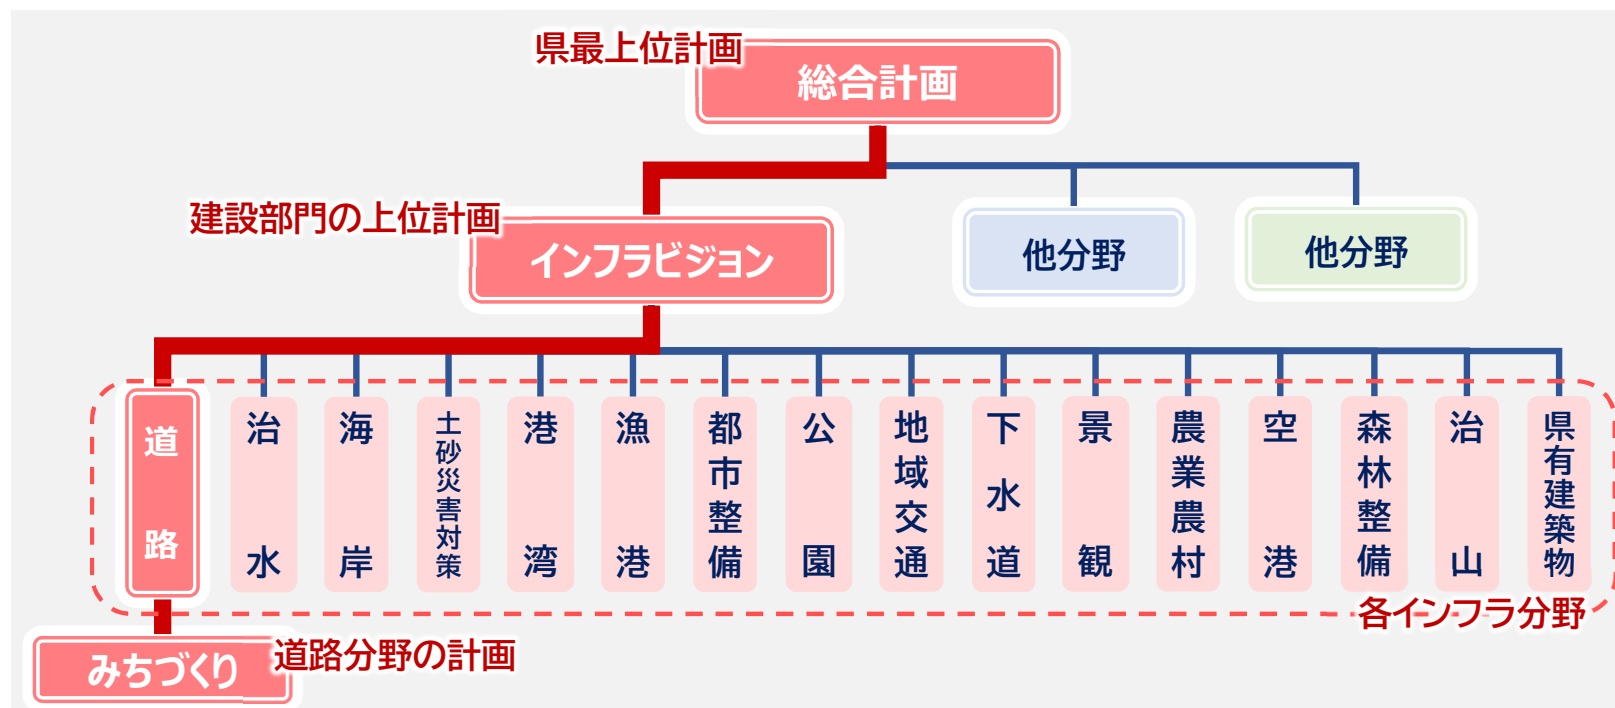 県最上位計画
総合計画
建設部門の上位計画
インフラビジョン
他分野
他分野
道路
治水
海岸
土砂災害対策
港湾
漁港
都市整備
公園
地域交通
下水道
景観
農業農村
空港
森林整備
治山
県有建築物
各インフラ分野
みちづくり
道路分野の計画